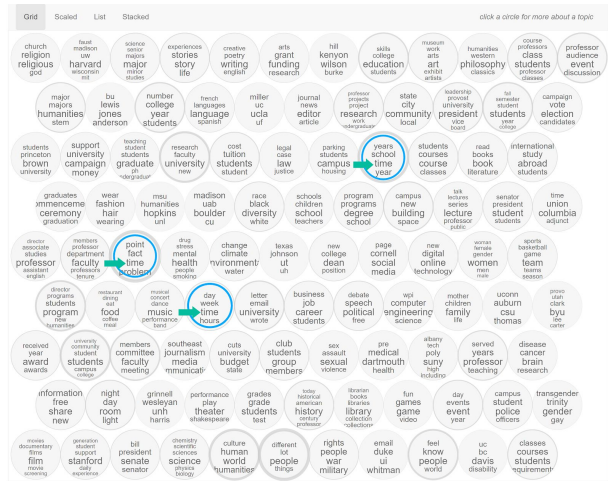 Grid
Scaled
List
Stacked
click a circle for more about a topic
church
religion
religious
god
faust
madison
uw
harvard
wisconsin
mit
science
senior
majors
major
minor
studies
experiences
stories
story
life
creative
poetry
writing
english
arts
grant
funding
research
hill
kenyon
wilson
burke
skills
college
education
students
museum
work
arts
art
exhibit
artists
humanities
western
philosophy
classics
course
professors
class
students
professor
classes
professor
audience
event
discussion
major
majors
humanities
stem
bu
lewis
jones
anderson
number
college
year
students
french
languages
language
spanish
miller
uc
ucla
uf
journal
news
editor
article
professor
projects
project
research
work
undergraduate
state
city
community
local
leadership
provost
university
president
vice
board
fall
semester
student
students
year
college
campaign
vote
election
candidates
students
princeton
brown
university
support
university
campaign
money
teaching
student
students
graduate
ph
undergraduate
research
faculty
university
new
cost
tuition
students
student
legal
case
law
justice
parking
students
campus
housing
years
school
time
year
students
courses
course
classes
read
books
book
literature
international
study
abroad
students
graduates
commencement
ceremony
graduation
wear
fashion
hair
wearing
msu
humanities
hopkins
unl
madison
uab
boulder
cu
race
black
diversity
white
schools
children
school
teachers
program
programs
degree
school
campus
new
building
space
talk
lectures
series
lecture
professor
public
senator
president
student
students
time
union
columbia
adjunct
director
associate
studies
professor
assistant
english
members
professor
department
faculty
professors
tenure
point
fact
time
problem
drug
stress
mental
health
people
smoking
change
climate
environmental
water
texas
johnson
ut
uh
new
college
dean
position
page
cornell
social
media
new
digital
online
technology
woman
female
gender
women
men
male
sports
basketball
game
team
teams
season
director
programs
students
program
new
humanities
restaurant
dining
eat
food
coffee
meal
musical
concert
dance
music
performance
band
day
week
time
hours
letter
email
university
wrote
business
job
career
students
debate
speech
political
free
wpi
computer
engineering
science
mother
children
family
life
uconn
auburn
csu
thomas
provo
utah
clark
byu
lee
carter
received
year
award
awards
university
community
student
students
campus
college
members
committee
faculty
meeting
southeast
journalism
media
communication
cuts
university
budget
state
club
students
group
members
sex
assault
sexual
violence
pre
medical
dartmouth
health
albany
tech
poly
suny
high
including
served
years
professor
teaching
disease
cancer
brain
research
information
free
share
new
night
day
room
light
grinnell
wesleyan
unh
harris
performance
play
theater
shakespeare
grades
grade
students
test
today
historical
american
history
century
professor
librarian
books
libraries
library
collection
collections
fun
games
game
video
day
events
event
year
campus
student
police
officers
transgender
trinity
gender
gay
movies
documentary
films
film
movie
screening
generation
student
support
stanford
daily
experience
bill
president
senate
senator
chemistry
scientific
sciences
science
physics
biology
culture
human
world
humanities
different
lot
people
things
rights
people
war
military
email
duke
ui
whitman
feel
know
people
world
uc
bc
davis
disability
classes
courses
students
requirements